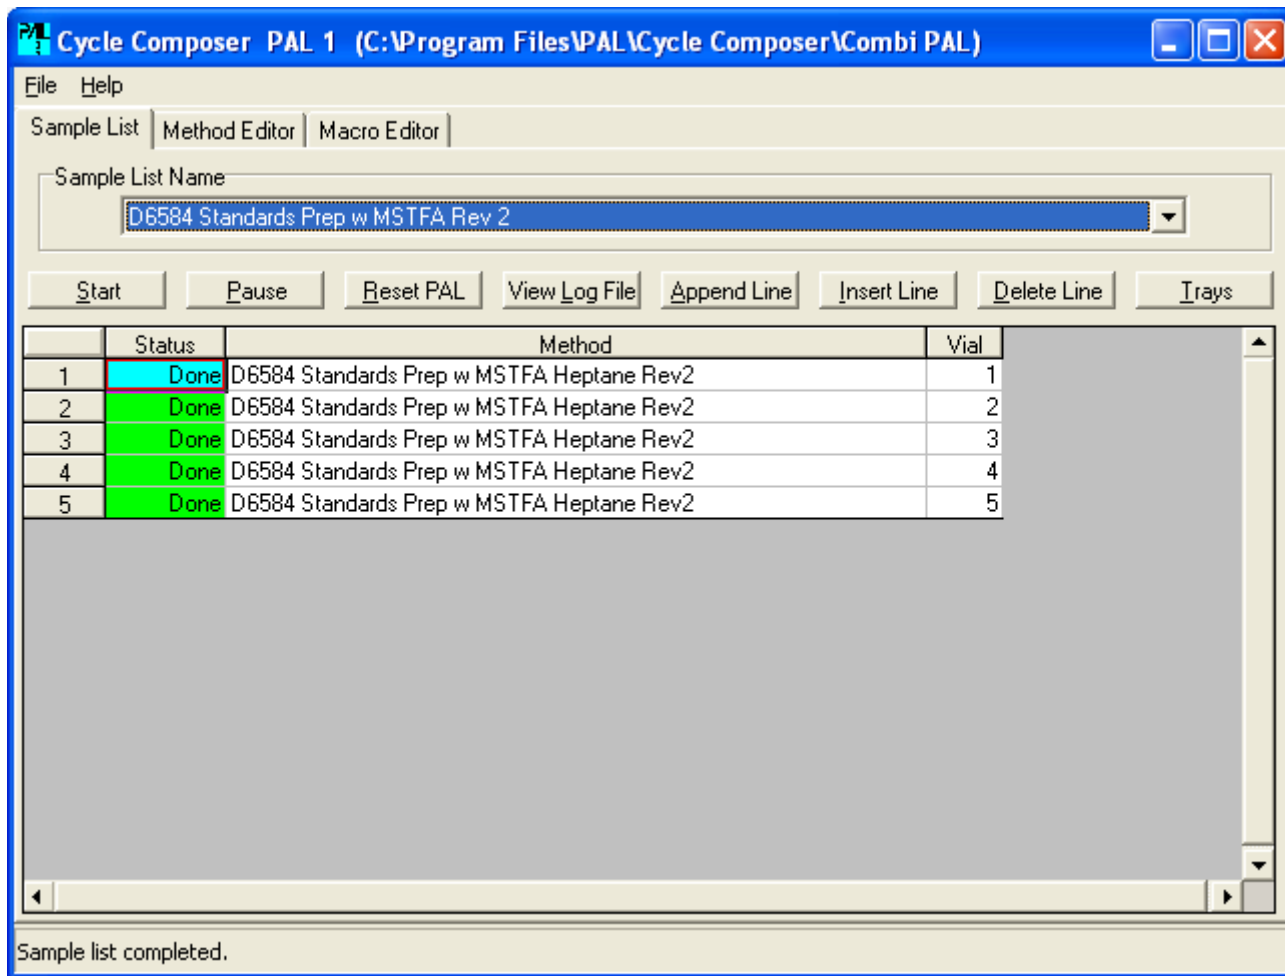 Cycle Composer PAL 1 (C:\Program Files\PAL\Cycle Composer\Combi PAL)
File Help
Sample List Method Editor Macro Editor
Sample List Name
D6584 Standards Prep w MSTFA Rev 2
Start Pause Reset PAL View Log File Append Line Insert Line Delete Line Trays
Status Method Vial
1 Done D6584 Standards Prep w MSTFA Heptane Rev2 1
2 Done D6584 Standards Prep w MSTFA Heptane Rev2 2
3 Done D6584 Standards Prep w MSTFA Heptane Rev2 3
4 Done D6584 Standards Prep w MSTFA Heptane Rev2 4
5 Done D6584 Standards Prep w MSTFA Heptane Rev2 5
Sample list completed.